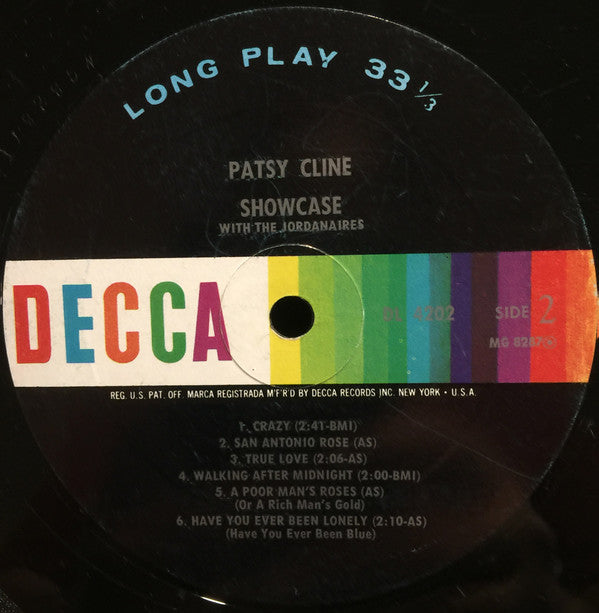 LONG PLAY 33 1/3
PATSY CLINE
SHOWCASE
WITH THE JORDANAIRES
DECCA
DL 4202
SIDE 2
MG 8287
REG. U.S. PAT. OFF. MARCA REGISTRADA M'F'R'D BY DECCA RECORDS INC. NEW YORK • U.S.A.
1. CRAZY (2:41-BMI)
2. SAN ANTONIO ROSE (AS)
3. TRUE LOVE (2:06-AS)
4. WALKING AFTER MIDNIGHT (2:00-BMI)
5. A POOR MAN'S ROSES (AS)
(Or A Rich Man's Gold)
6. HAVE YOU EVER BEEN LONELY (2:10-AS)
(Have You Ever Been Blue)